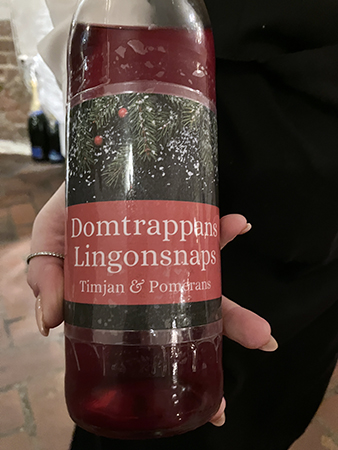 Domtrappans
Lingonsnaps
Timjan & Pomerans